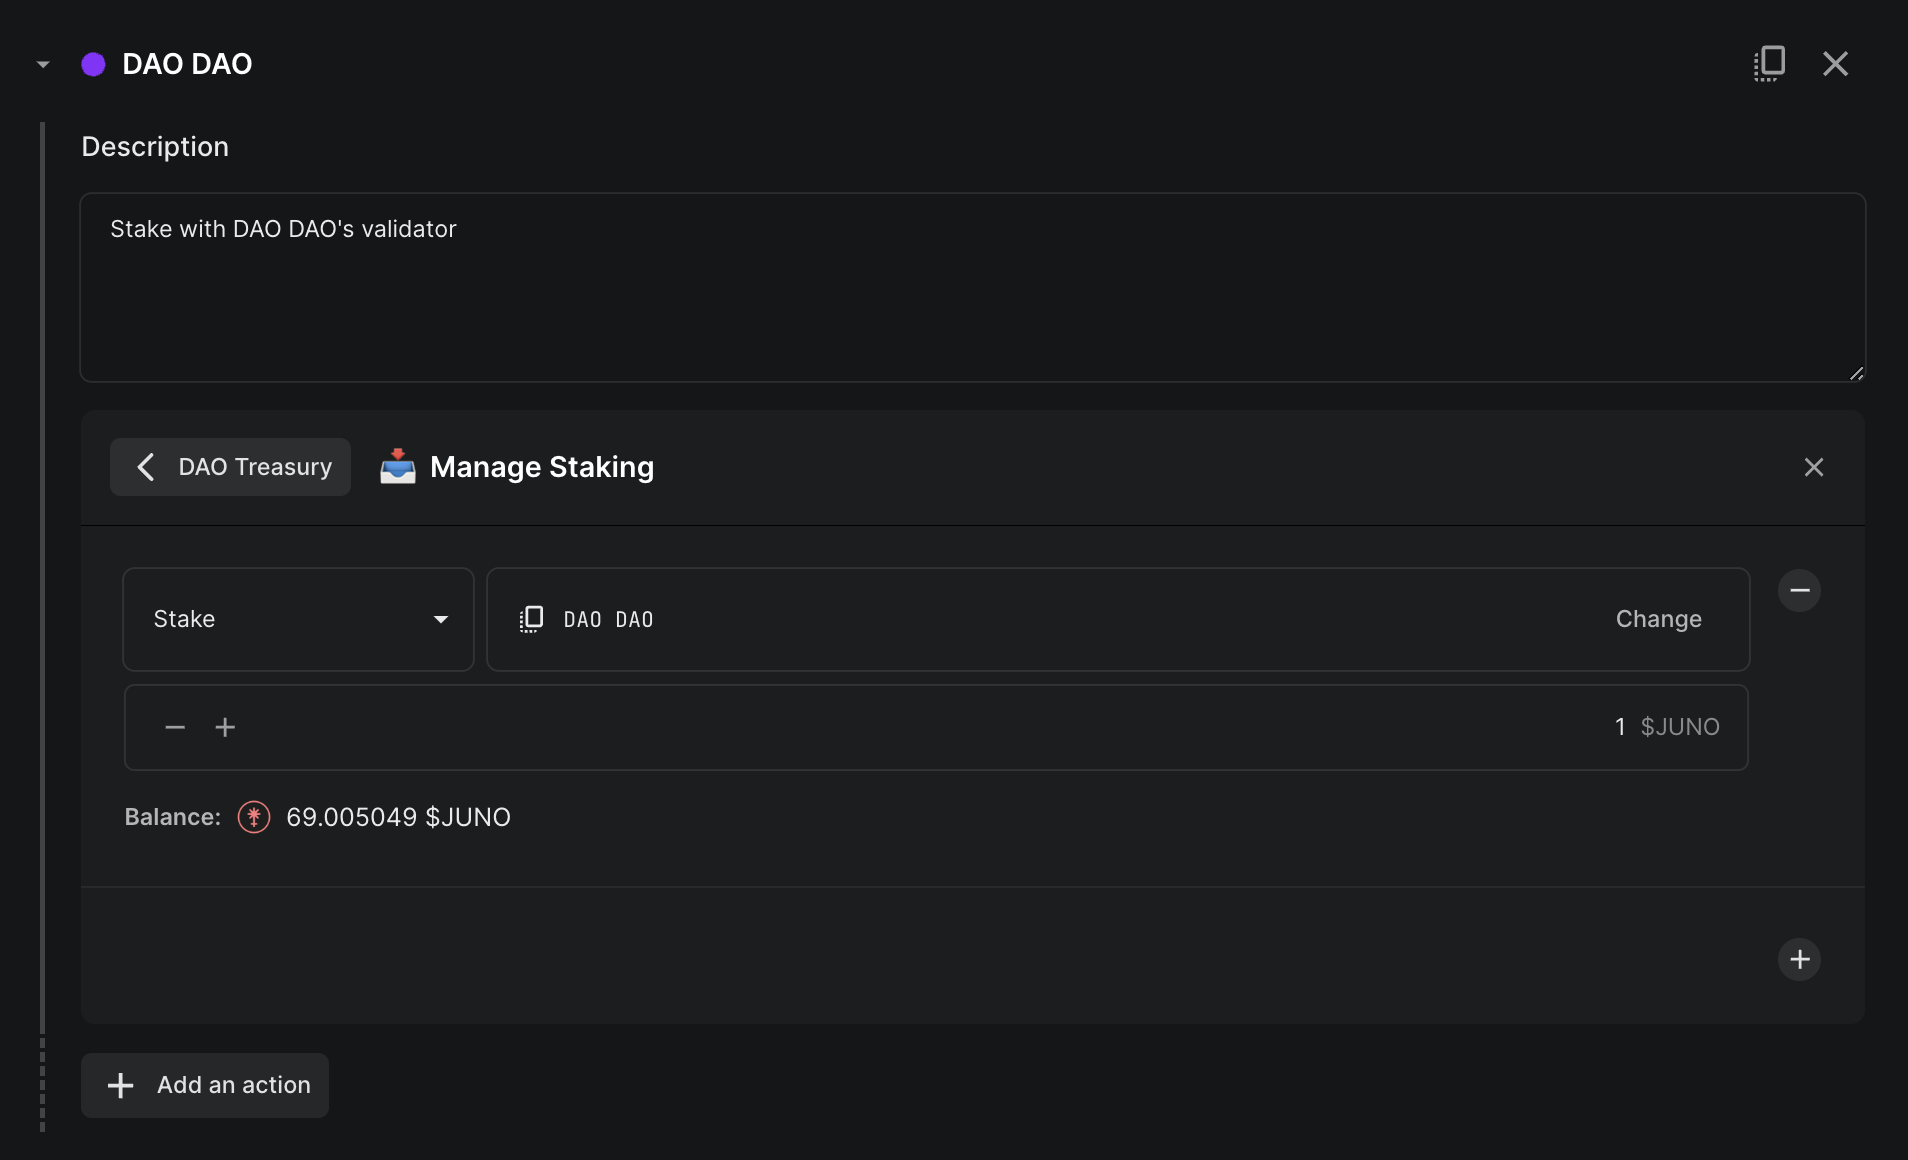 DAO DAO
Description
Stake with DAO DAO's validator
DAO Treasury
Manage Staking
Stake
DAO DAO
Change
1 $JUNO
Balance: 69.005049 $JUNO
Add an action